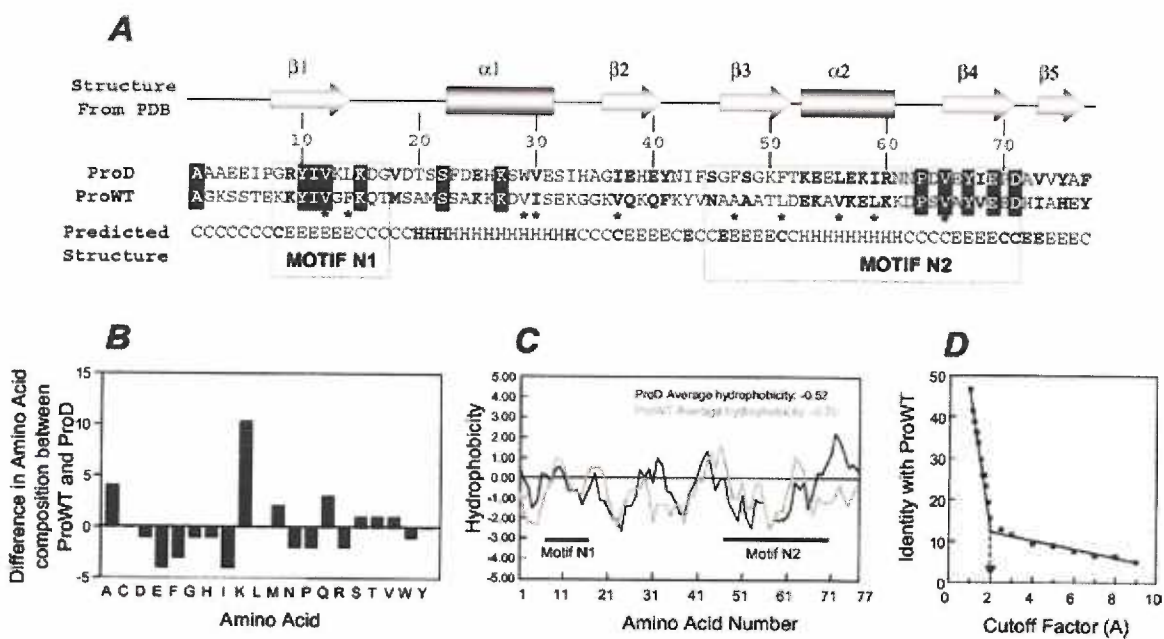 A
β1 α1 β2 β3 α2 β4 β5
Structure
From PDB
10 20 30 40 50 60 70
ProD AAAEEIPGRYIVKLKDGVDTSSFDEHKSWVESIHAGIEHEYNIFSGFSGKFTKEELEKIRNNPDVEYIEPDAVVYAF
ProWT AGKSSTEKKYIVGFKQTMSAMSSAKKKDVISEKGGKVQKQFKYVNAAAATLDEKAVKELKKDPSVAYVEEDHIAHEY
* * * * * * * * *
Predicted CCCCCCCCEEEEEEECCCCCHHHHHHHHHHHHHHCCCCEEEEECECCEEEEECCHHHHHHHHHCCCCEEEECCEEEEEC
Structure
MOTIF N1 MOTIF N2
B
Difference in Amino Acid
composition between
ProWT and ProD
15
10
5
0
-5
A C D E F G H I K L M N P Q R S T V W Y
Amino Acid
C
Hydrophobicity
5.00
4.00
3.00
2.00
1.00
0.00
-1.00
-2.00
-3.00
-4.00
-5.00
ProD Average hydrophobicity: -0.52
ProWT Average hydrophobicity
Motif N1 Motif N2
1 11 21 31 41 51 61 71 77
Amino Acid Number
D
Identity with ProWT
50
40
30
20
10
0
0 2 4 6 8 10
Cutoff Factor (A)